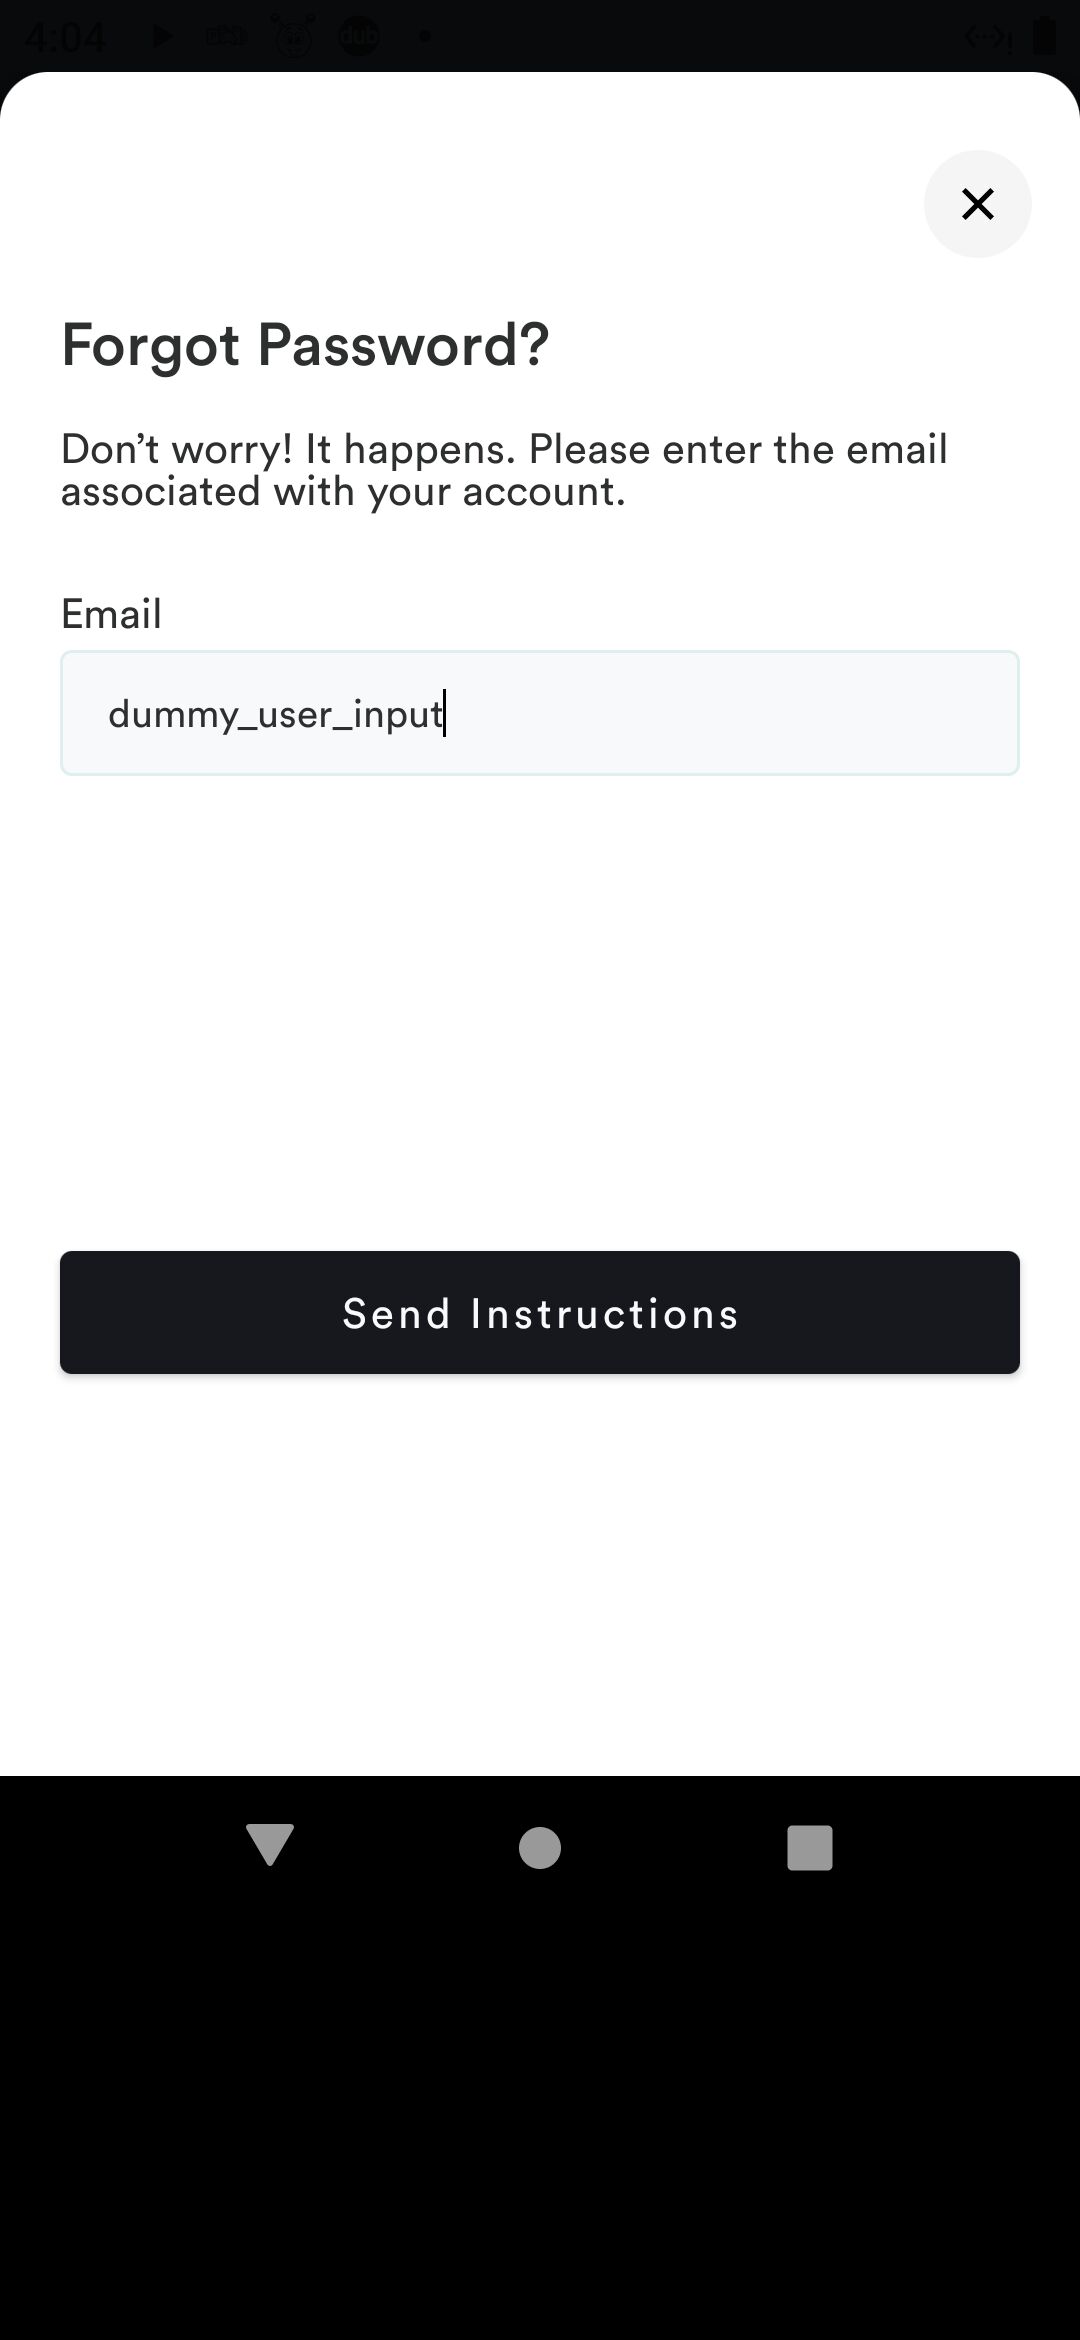 4:04
dub
Forgot Password?
Don’t worry! It happens. Please enter the email
associated with your account.
Email
dummy_user_input
Send Instructions